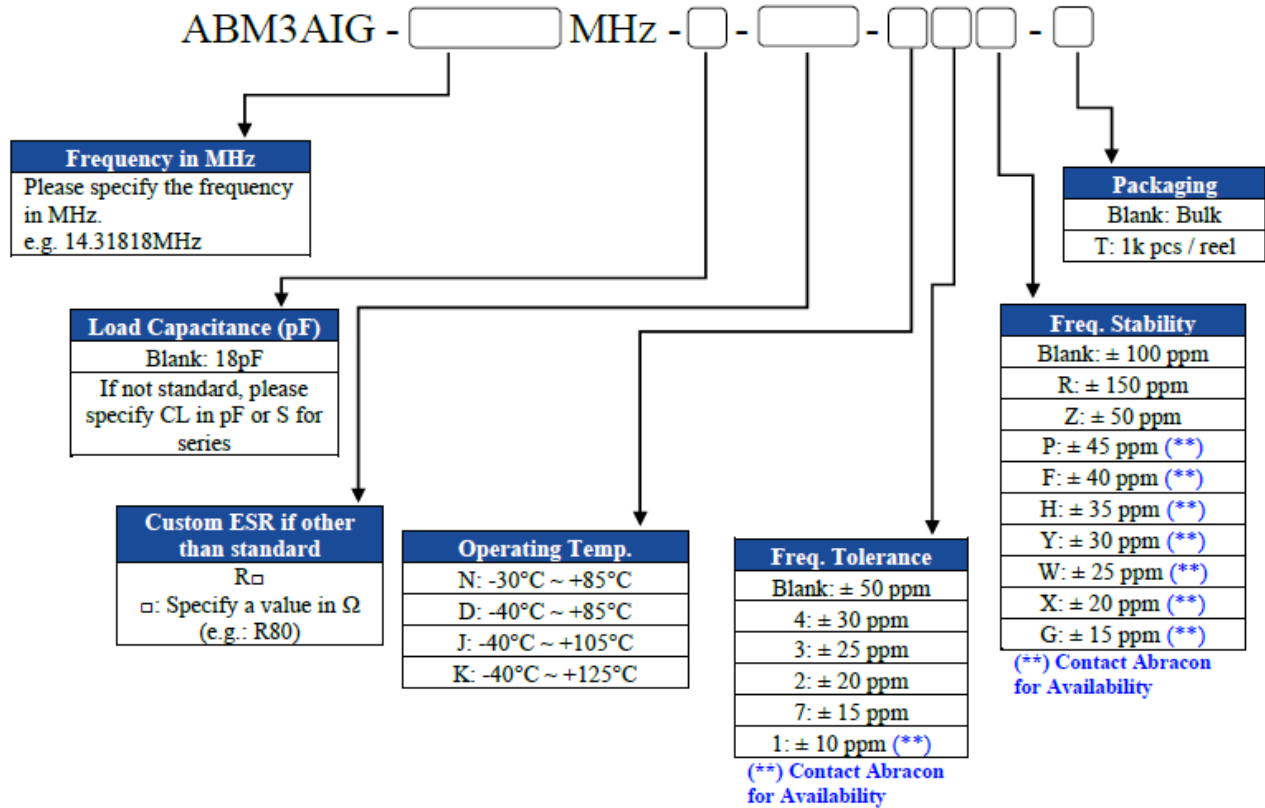 ABM3AIG - MHz - - - -
Frequency in MHz
Please specify the frequency
in MHz.
e.g. 14.31818MHz
Load Capacitance (pF)
Blank: 18pF
If not standard, please
specify CL in pF or S for
series
Custom ESR if other
than standard
R□
□: Specify a value in Ω
(e.g.: R80)
Operating Temp.
N: -30°C ~ +85°C
D: -40°C ~ +85°C
J: -40°C ~ +105°C
K: -40°C ~ +125°C
Freq. Tolerance
Blank: ± 50 ppm
4: ± 30 ppm
3: ± 25 ppm
2: ± 20 ppm
7: ± 15 ppm
1: ± 10 ppm (**)
(**) Contact Abracon
for Availability
Freq. Stability
Blank: ± 100 ppm
R: ± 150 ppm
Z: ± 50 ppm
P: ± 45 ppm (**)
F: ± 40 ppm (**)
H: ± 35 ppm (**)
Y: ± 30 ppm (**)
W: ± 25 ppm (**)
X: ± 20 ppm (**)
G: ± 15 ppm (**)
(**) Contact Abracon
for Availability
Packaging
Blank: Bulk
T: 1k pcs / reel